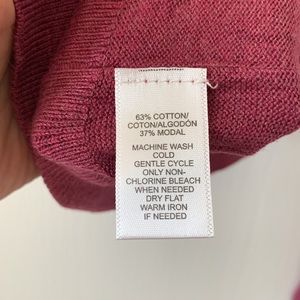 63% COTTON/
COTON/ALGODÓN
37% MODAL
MACHINE WASH
COLD
GENTLE CYCLE
ONLY NON-
CHLORINE BLEACH
WHEN NEEDED
DRY FLAT
WARM IRON
IF NEEDED